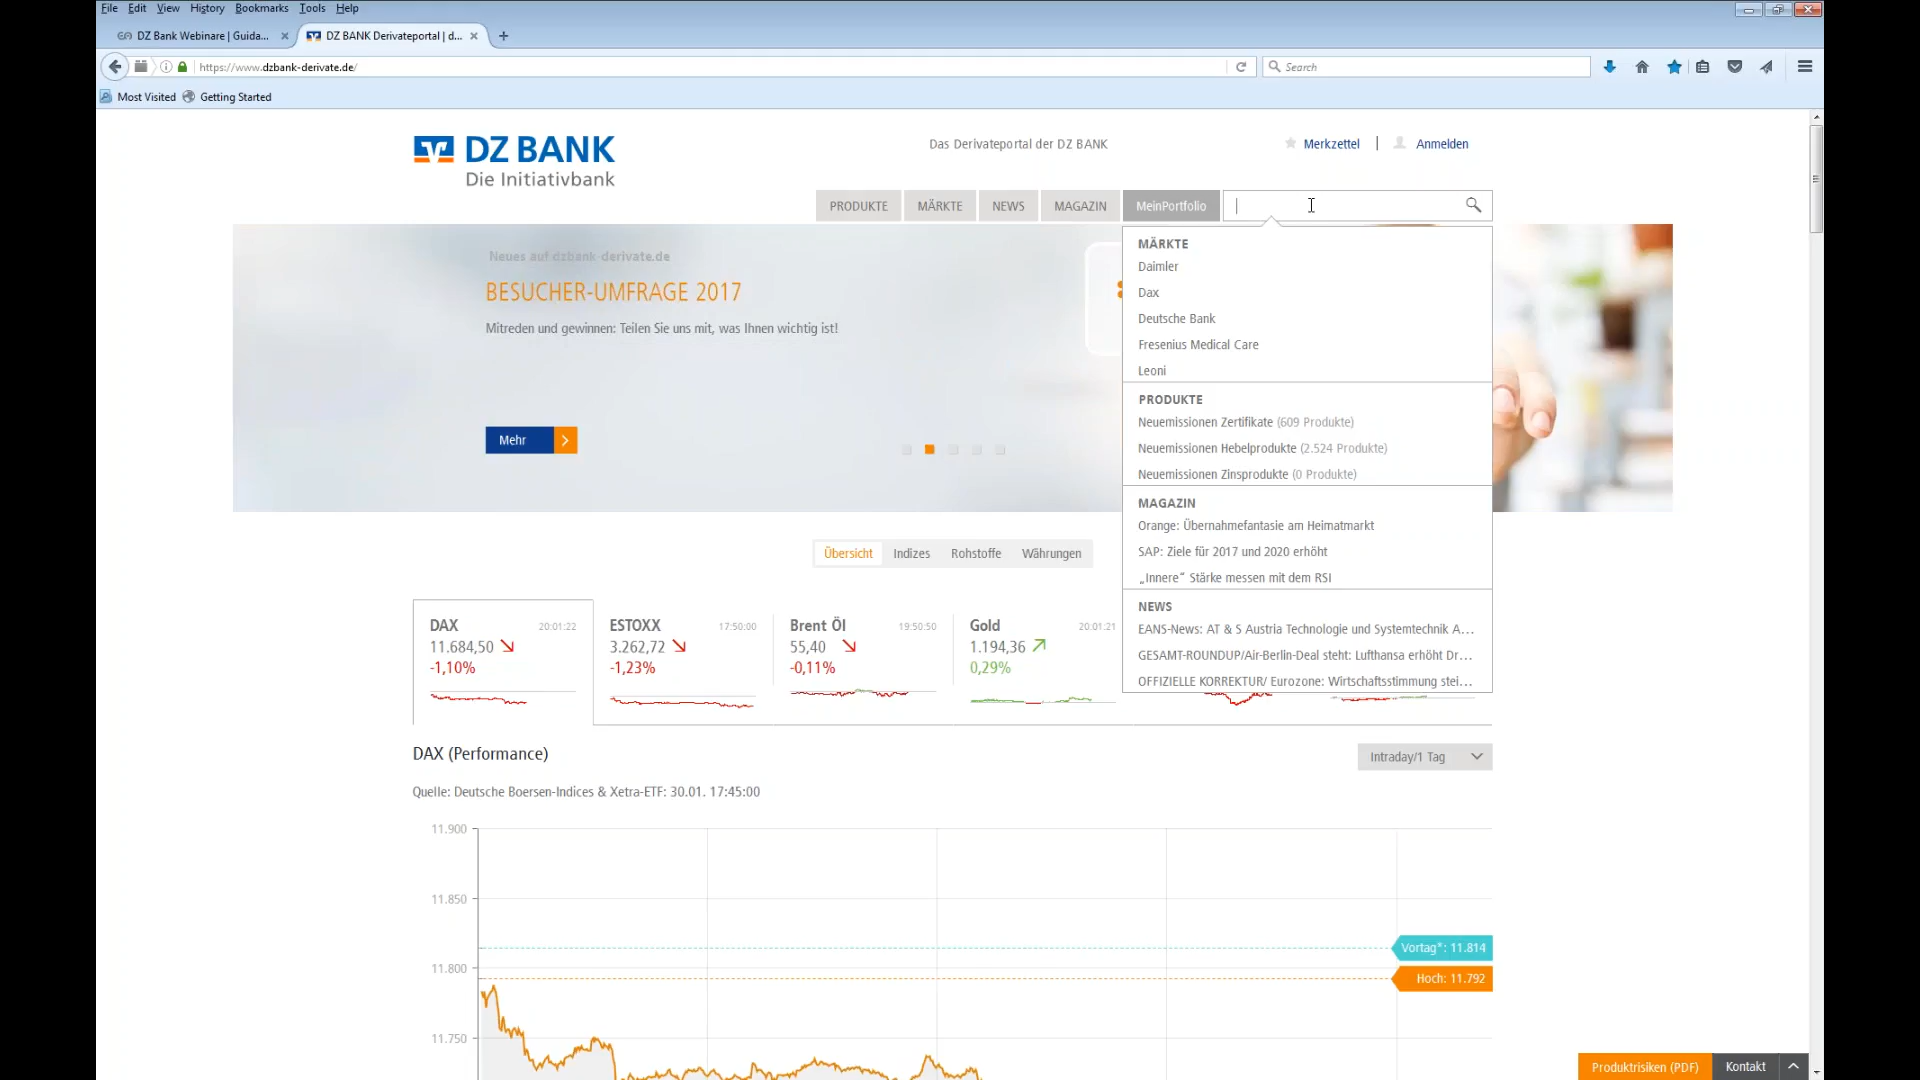 File Edit View History Bookmarks Tools Help
DZ Bank Webinare | Guida...
DZ BANK Derivateportal | d...
https://www.dzbank-derivate.de/
Search
Most Visited
Getting Started
DZ BANK
Die Initiativbank
Das Derivateportal der DZ BANK
Merkzettel | Anmelden
PRODUKTE MÄRKTE NEWS MAGAZIN MeinPortfolio
Neues auf dzbank-derivate.de
BESUCHER-UMFRAGE 2017
Mitreden und gewinnen: Teilen Sie uns mit, was Ihnen wichtig ist!
Mehr
MÄRKTE
Daimler
Dax
Deutsche Bank
Fresenius Medical Care
Leoni
PRODUKTE
Neuemissionen Zertifikate (609 Produkte)
Neuemissionen Hebelprodukte (2.524 Produkte)
Neuemissionen Zinsprodukte (0 Produkte)
MAGAZIN
Orange: Übernahmefantasie am Heimatmarkt
SAP: Ziele für 2017 und 2020 erhöht
„Innere“ Stärke messen mit dem RSI
NEWS
EANS-News: AT & S Austria Technologie und Systemtechnik A...
GESAMT-ROUNDUP/Air-Berlin-Deal steht: Lufthansa erhöht Dr...
OFFIZIELLE KORREKTUR/ Eurozone: Wirtschaftsstimmung stei...
Übersicht Indizes Rohstoffe Währungen
DAX 20:01:22
11.684,50
-1,10%
ESTOXX 17:50:00
3.262,72
-1,23%
Brent Öl 19:50:50
55,40
-0,11%
Gold 20:01:21
1.194,36
0,29%
DAX (Performance)
Intraday/1 Tag
Quelle: Deutsche Boersen-Indices & Xetra-ETF: 30.01. 17:45:00
11.900
11.850
11.800
11.750
Vortag*: 11.814
Hoch: 11.792
Produktrisiken (PDF)
Kontakt